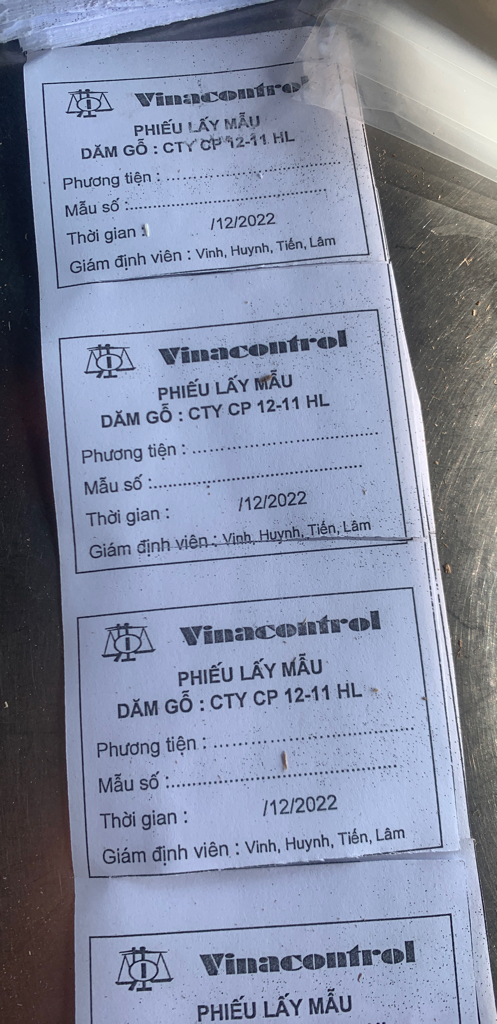 Vinacontrol
PHIẾU LẤY MẪU
DĂM GỖ : CTY CP 12-11 HL
Phương tiện : ........................................
Mẫu số :........................................
Thời gian : /12/2022
Giám định viên : Vinh, Huynh, Tiến, Lâm
Vinacontrol
PHIẾU LẤY MẪU
DĂM GỖ : CTY CP 12-11 HL
Phương tiện : ........................................
Mẫu số :........................................
Thời gian : /12/2022
Giám định viên : Vinh, Huynh, Tiến, Lâm
Vinacontrol
PHIẾU LẤY MẪU
DĂM GỖ : CTY CP 12-11 HL
Phương tiện : ........................................
Mẫu số :........................................
Thời gian : /12/2022
Giám định viên : Vinh, Huynh, Tiến, Lâm
Vinacontrol
PHIẾU LẤY MẪU